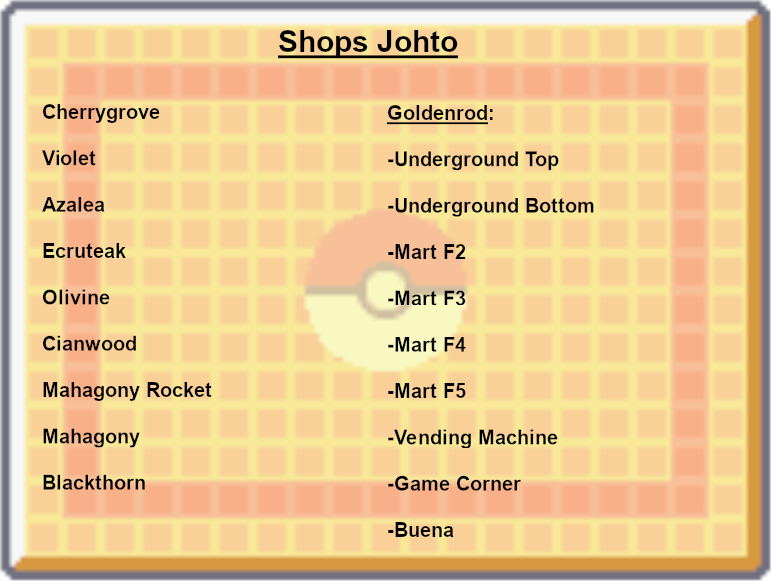 Shops Johto
Cherrygrove
Violet
Azalea
Ecruteak
Olivine
Cianwood
Mahagony Rocket
Mahagony
Blackthorn
Goldenrod:
-Underground Top
-Underground Bottom
-Mart F2
-Mart F3
-Mart F4
-Mart F5
-Vending Machine
-Game Corner
-Buena